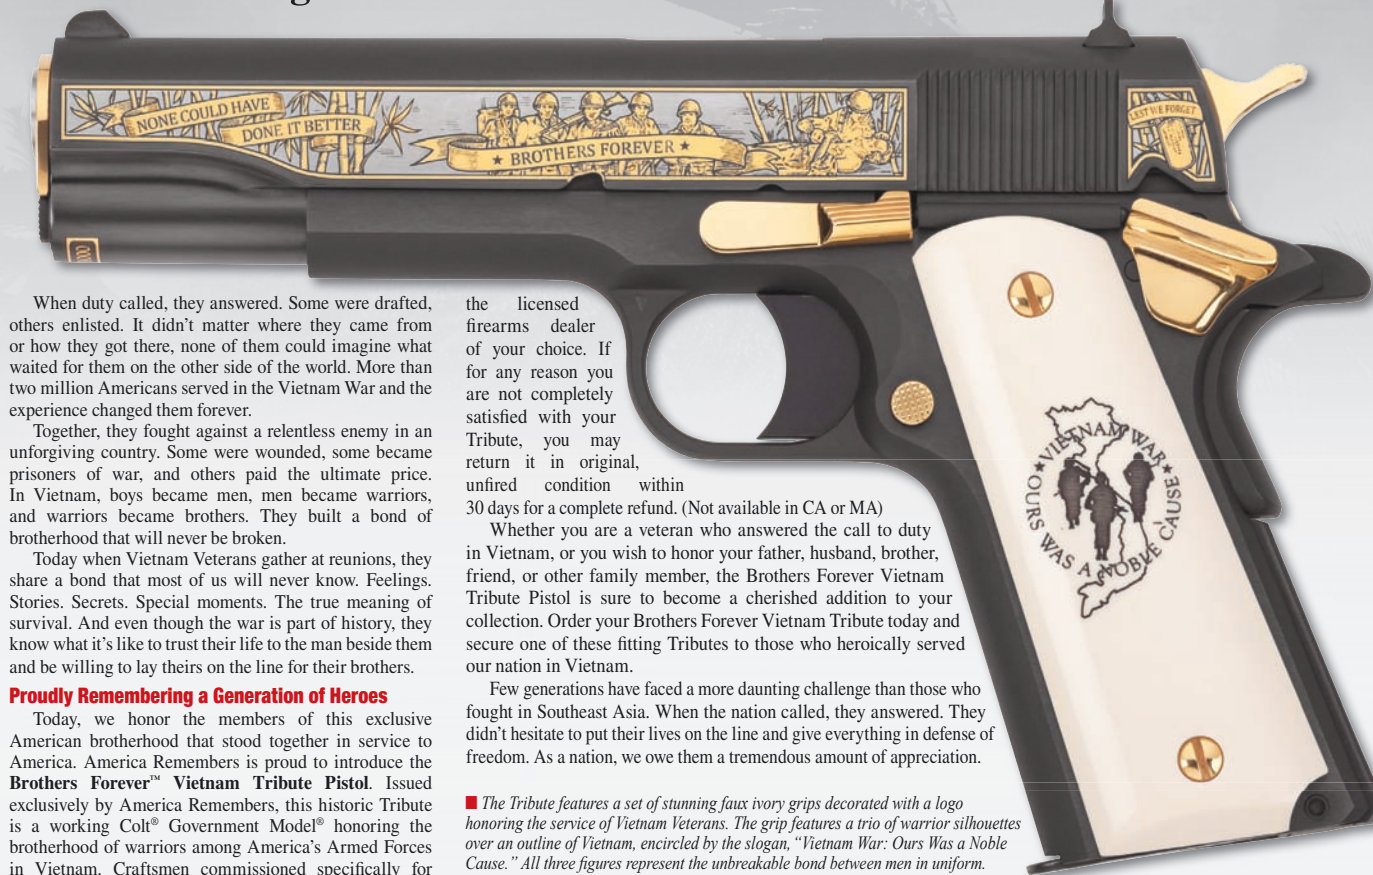 NONE COULD HAVE
DONE IT BETTER
★ BROTHERS FOREVER ★
LEST WE FORGET
When duty called, they answered. Some were drafted,
others enlisted. It didn't matter where they came from
or how they got there, none of them could imagine what
waited for them on the other side of the world. More than
two million Americans served in the Vietnam War and the
experience changed them forever.
Together, they fought against a relentless enemy in an
unforgiving country. Some were wounded, some became
prisoners of war, and others paid the ultimate price.
In Vietnam, boys became men, men became warriors,
and warriors became brothers. They built a bond of
brotherhood that will never be broken.
Today when Vietnam Veterans gather at reunions, they
share a bond that most of us will never know. Feelings.
Stories. Secrets. Special moments. The true meaning of
survival. And even though the war is part of history, they
know what it's like to trust their life to the man beside them
and be willing to lay theirs on the line for their brothers.
Proudly Remembering a Generation of Heroes
Today, we honor the members of this exclusive
American brotherhood that stood together in service to
America. America Remembers is proud to introduce the
Brothers Forever™ Vietnam Tribute Pistol. Issued
exclusively by America Remembers, this historic Tribute
is a working Colt® Government Model® honoring the
brotherhood of warriors among America's Armed Forces
in Vietnam. Craftsmen commissioned specifically for
the licensed
firearms dealer
of your choice. If
for any reason you
are not completely
satisfied with your
Tribute, you may
return it in original,
unfired condition within
30 days for a complete refund. (Not available in CA or MA)
Whether you are a veteran who answered the call to duty
in Vietnam, or you wish to honor your father, husband, brother,
friend, or other family member, the Brothers Forever Vietnam
Tribute Pistol is sure to become a cherished addition to your
collection. Order your Brothers Forever Vietnam Tribute today and
secure one of these fitting Tributes to those who heroically served
our nation in Vietnam.
Few generations have faced a more daunting challenge than those who
fought in Southeast Asia. When the nation called, they answered. They
didn't hesitate to put their lives on the line and give everything in defense of
freedom. As a nation, we owe them a tremendous amount of appreciation.
■ The Tribute features a set of stunning faux ivory grips decorated with a logo
honoring the service of Vietnam Veterans. The grip features a trio of warrior silhouettes
over an outline of Vietnam, encircled by the slogan, "Vietnam War: Ours Was a Noble
Cause." All three figures represent the unbreakable bond between men in uniform.
★ VIETNAM WAR ★
OURS WAS A NOBLE CAUSE